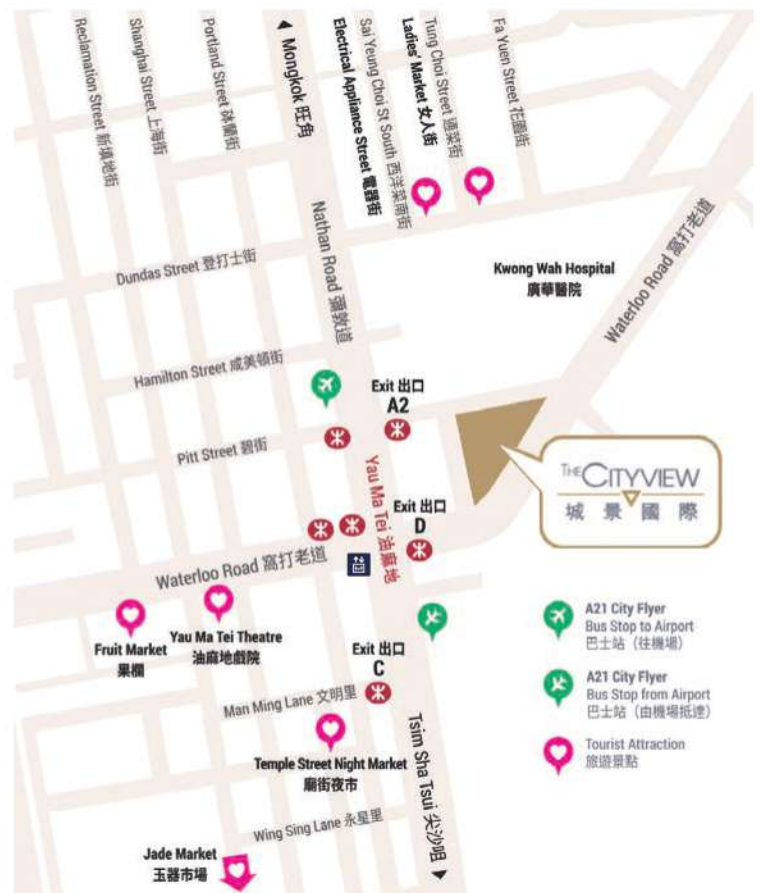 Reclamation Street 新填地街
Shanghai Street 上海街
Portland Street 砵蘭街
Mongkok 旺角
Electrical Appliance Street 電器街
Sai Yeung Choi St South 西洋菜南街
Ladies' Market 女人街
Tung Choi Street 通菜街
Fa Yuen Street 花園街
Nathan Road 彌敦道
Dundas Street 登打士街
Kwong Wah Hospital
廣華醫院
Waterloo Road 窩打老道
Hamilton Street 咸美頓街
Exit 出口
A2
Pitt Street 碧街
Yau Ma Tei 油麻地
THE CITYVIEW
城景國際
Exit 出口
D
Waterloo Road 窩打老道
Fruit Market
果欄
Yau Ma Tei Theatre
油麻地戲院
Exit 出口
C
Man Ming Lane 文明里
Temple Street Night Market
廟街夜市
Tsim Sha Tsui 尖沙咀
Wing Sing Lane 永星里
Jade Market
玉器市場
A21 City Flyer
Bus Stop to Airport
巴士站（往機場）
A21 City Flyer
Bus Stop from Airport
巴士站（由機場抵達）
Tourist Attraction
旅遊景點